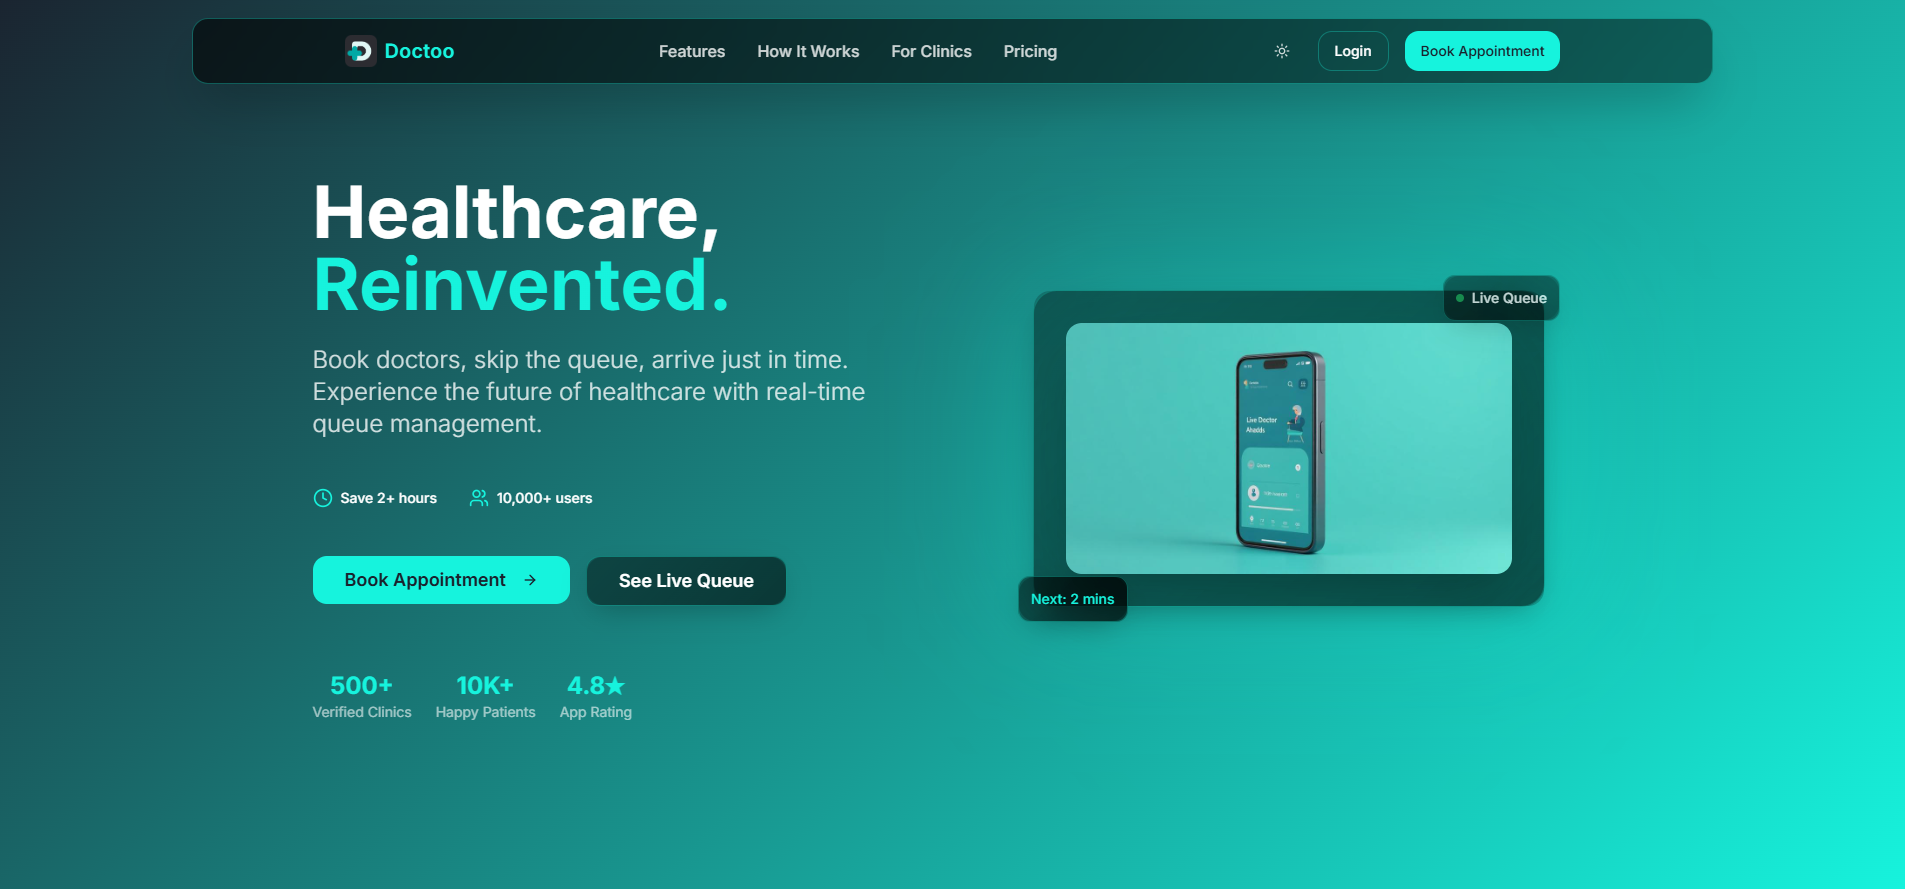 Doctoo
Features
How It Works
For Clinics
Pricing
Login
Book Appointment
Healthcare,
Reinvented.
Book doctors, skip the queue, arrive just in time.
Experience the future of healthcare with real-time
queue management.
Save 2+ hours
10,000+ users
Book Appointment →
See Live Queue
500+
Verified Clinics
10K+
Happy Patients
4.8★
App Rating
Live Queue
Live Doctor
Next: 2 mins